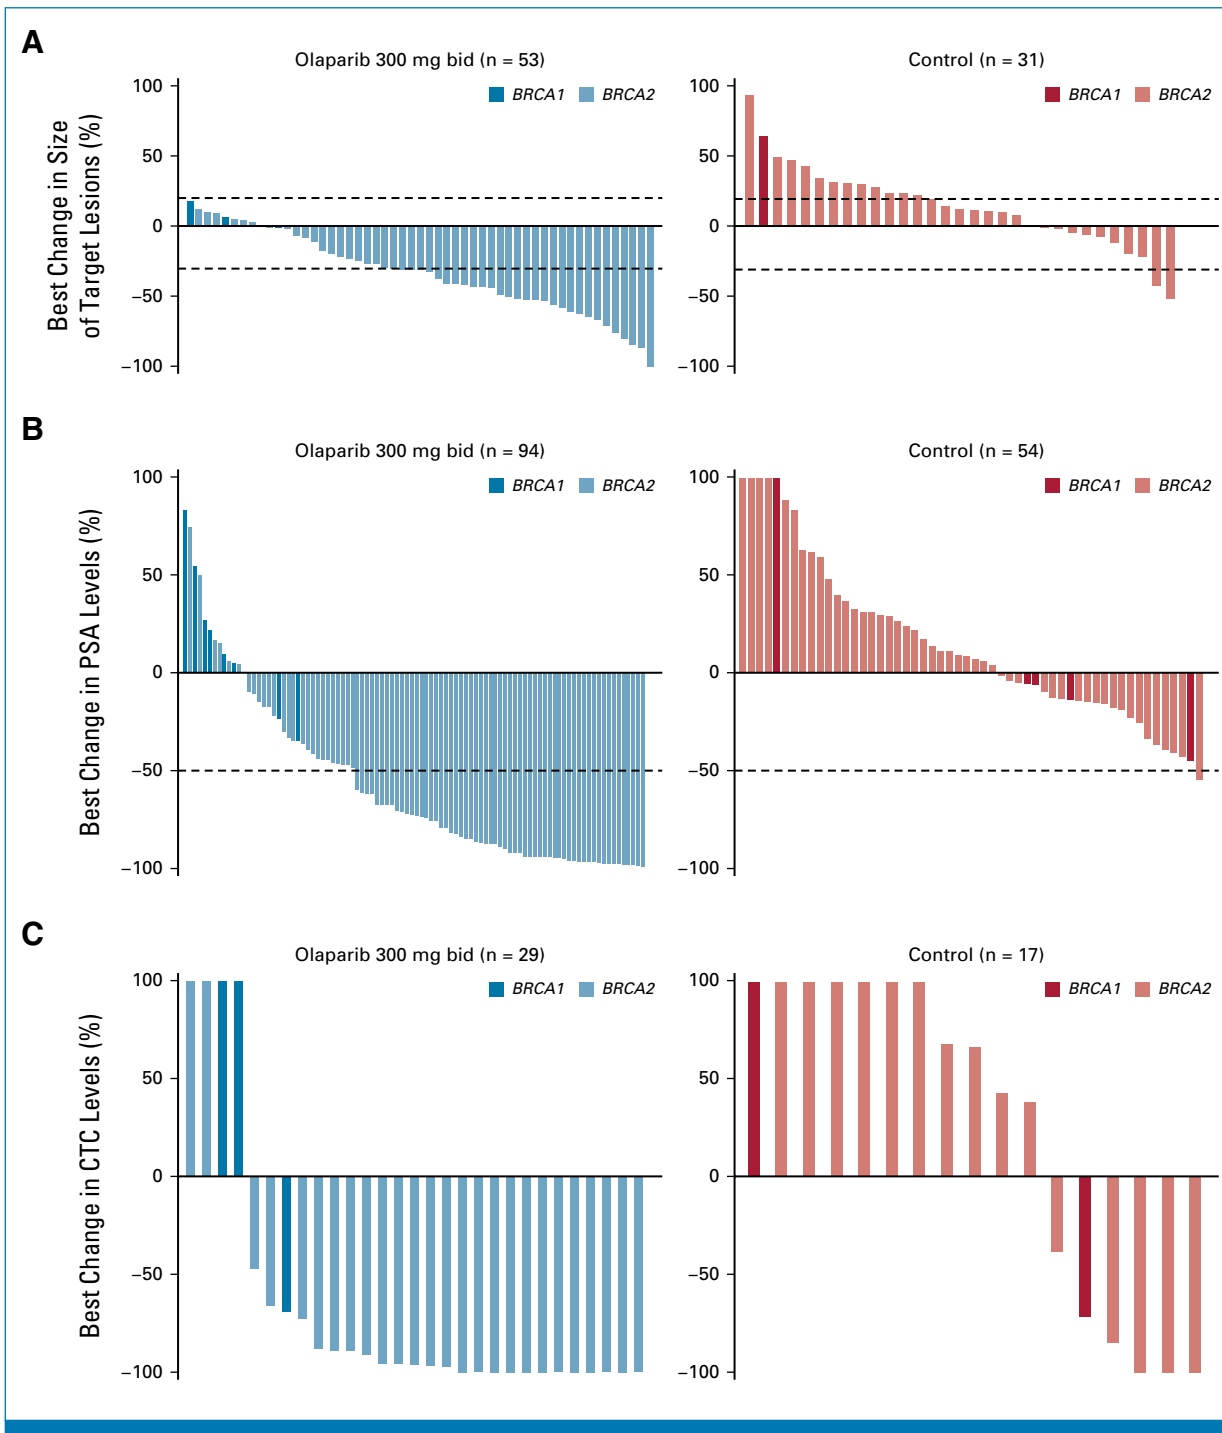 A
Olaparib 300 mg bid (n = 53)
BRCA1 BRCA2
Best Change in Size
of Target Lesions (%)
100
50
0
−50
−100
Control (n = 31)
BRCA1 BRCA2
100
50
0
−50
−100
B
Olaparib 300 mg bid (n = 94)
BRCA1 BRCA2
Best Change in PSA Levels (%)
100
50
0
−50
−100
Control (n = 54)
BRCA1 BRCA2
100
50
0
−50
−100
C
Olaparib 300 mg bid (n = 29)
BRCA1 BRCA2
Best Change in CTC Levels (%)
100
50
0
−50
−100
Control (n = 17)
BRCA1 BRCA2
100
50
0
−50
−100